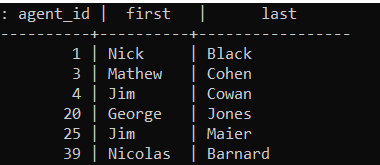 : agent_id | first | last
----------+----------+-----------------
1 | Nick | Black
3 | Mathew | Cohen
4 | Jim | Cowan
20 | George | Jones
25 | Jim | Maier
39 | Nicolas | Barnard